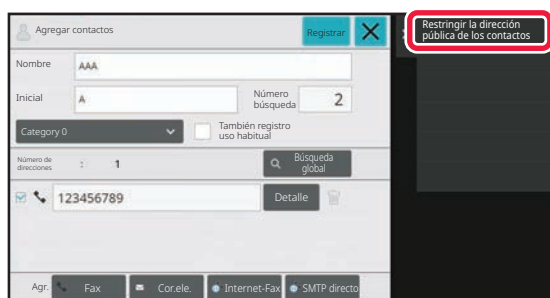 Agregar contactos
Registrar
Restringir la dirección
pública de los contactos
Nombre
AAA
Inicial
A
Número
búsqueda
2
Category 0
También registro
uso habitual
Número de
direcciones
:
1
Búsqueda
global
123456789
Detalle
Agr.
Fax
Cor.ele.
Internet-Fax
SMTP directo